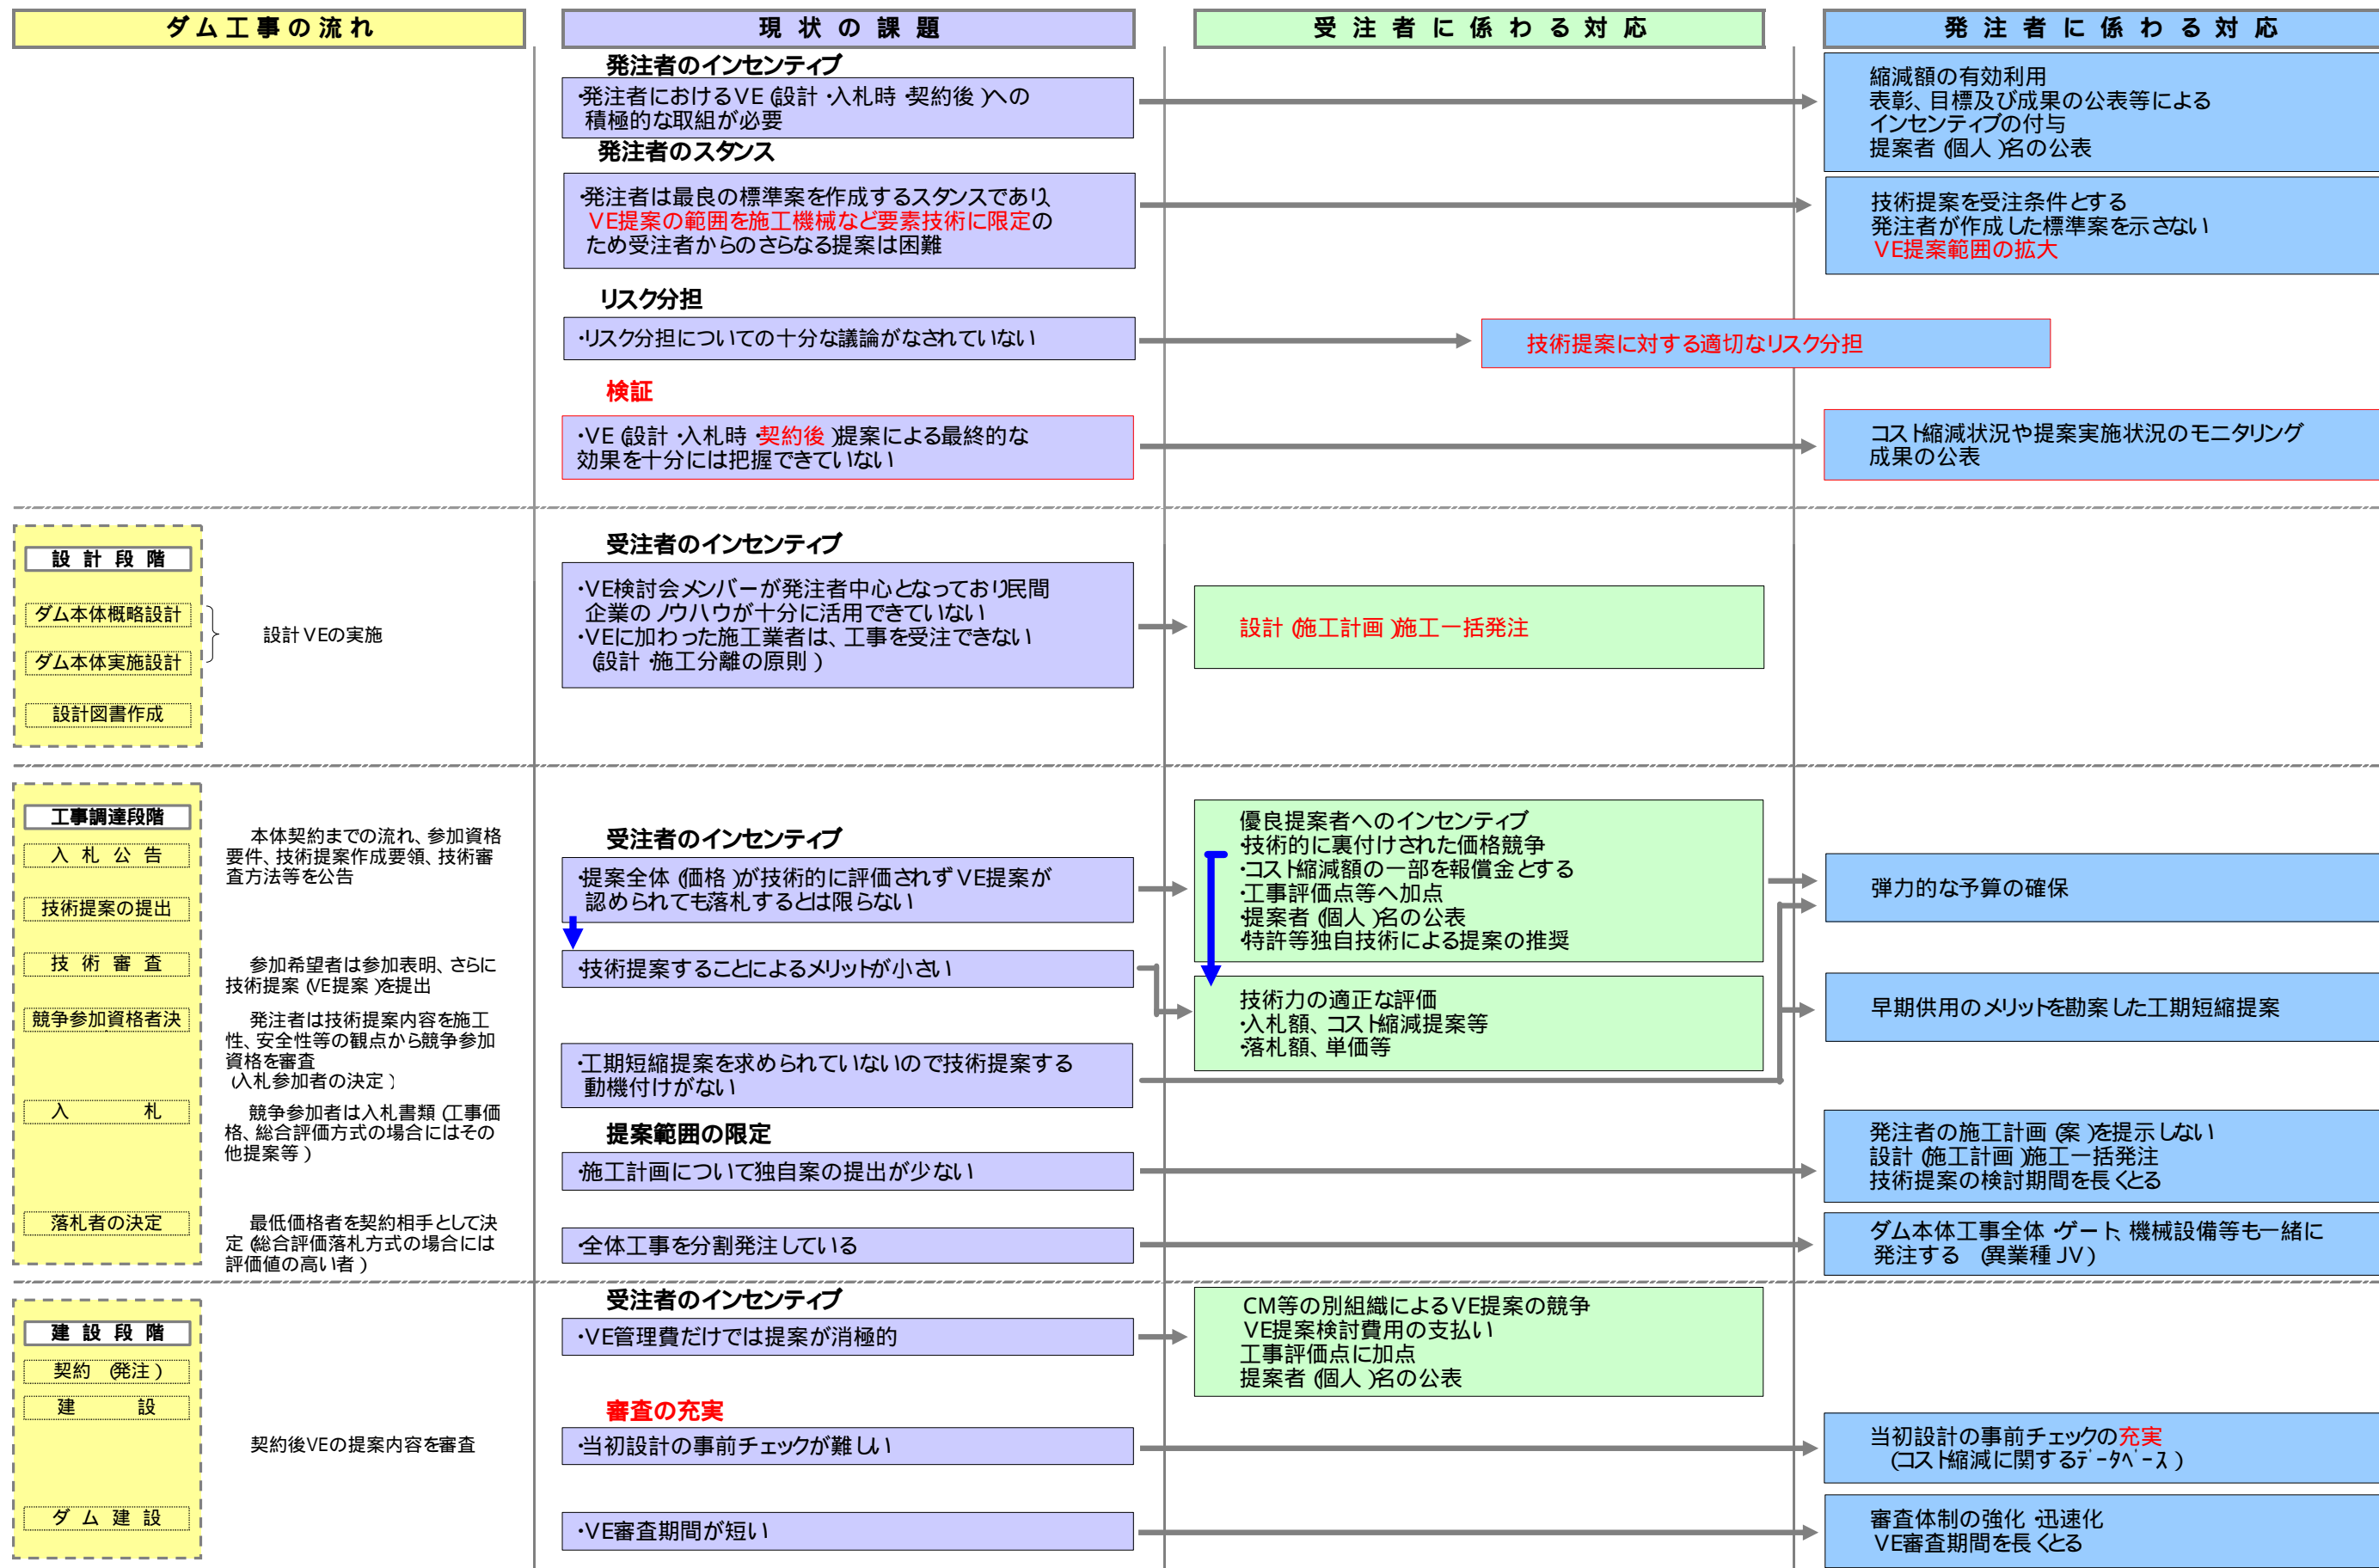 ダム工事の流れ
現状の課題
受注者に係わる対応
発注者に係わる対応
発注者のインセンティブ
・発注者におけるVE(設計・入札時・契約後)への
積極的な取組が必要
縮減額の有効利用
表彰、目標及び成果の公表等による
インセンティブの付与
提案者(個人)名の公表
発注者のスタンス
・発注者は最良の標準案を作成するスタンスであり、
VE提案の範囲を施工機械など要素技術に限定の
ため受注者からのさらなる提案は困難
技術提案を受注条件とする
発注者が作成した標準案を示さない
VE提案範囲の拡大
リスク分担
・リスク分担についての十分な議論がなされていない
技術提案に対する適切なリスク分担
検証
・VE(設計・入札時・契約後)提案による最終的な
効果を十分には把握できていない
コスト縮減状況や提案実施状況のモニタリング
成果の公表
設計段階
ダム本体概略設計
ダム本体実施設計
設計図書作成
設計VEの実施
受注者のインセンティブ
・VE検討会メンバーが発注者中心となっており民間
企業のノウハウが十分に活用できていない
・VEに加わった施工業者は、工事を受注できない
(設計・施工分離の原則)
設計(施工計画)施工一括発注
工事調達段階
入札公告
技術提案の提出
技術審査
競争参加資格者決
入札
落札者の決定
本体契約までの流れ、参加資格
要件、技術提案作成要領、技術審
査方法等を公告
参加希望者は参加表明、さらに
技術提案(VE提案)を提出
発注者は技術提案内容を施工
性、安全性等の観点から競争参加
資格を審査
(入札参加者の決定)
競争参加者は入札書類(工事価
格、総合評価方式の場合にはその
他提案等)
最低価格者を契約相手として決
定(総合評価落札方式の場合には
評価値の高い者)
受注者のインセンティブ
・提案全体(価格)が技術的に評価されずVE提案が
認められても落札するとは限らない
・技術提案することによるメリットが小さい
・工期短縮提案を求められていないので技術提案する
動機付けがない
提案範囲の限定
・施工計画について独自案の提出が少ない
・全体工事を分割発注している
優良提案者へのインセンティブ
・技術的に裏付けされた価格競争
・コスト縮減額の一部を報償金とする
・工事評価点等へ加点
・提案者(個人)名の公表
・特許等独自技術による提案の推奨
技術力の適正な評価
・入札額、コスト縮減提案等
・落札額、単価等
弾力的な予算の確保
早期供用のメリットを勘案した工期短縮提案
発注者の施工計画(案)を提示しない
設計(施工計画)施工一括発注
技術提案の検討期間を長くとる
ダム本体工事全体・ゲート、機械設備等も一緒に
発注する (異業種JV)
建設段階
契約 (発注)
建設
ダム建設
契約後VEの提案内容を審査
受注者のインセンティブ
・VE管理費だけでは提案が消極的
CM等の別組織によるVE提案の競争
VE提案検討費用の支払い
工事評価点に加点
提案者(個人)名の公表
審査の充実
・当初設計の事前チェックが難しい
当初設計の事前チェックの充実
(コスト縮減に関するデータベース)
・VE審査期間が短い
審査体制の強化・迅速化
VE審査期間を長くとる